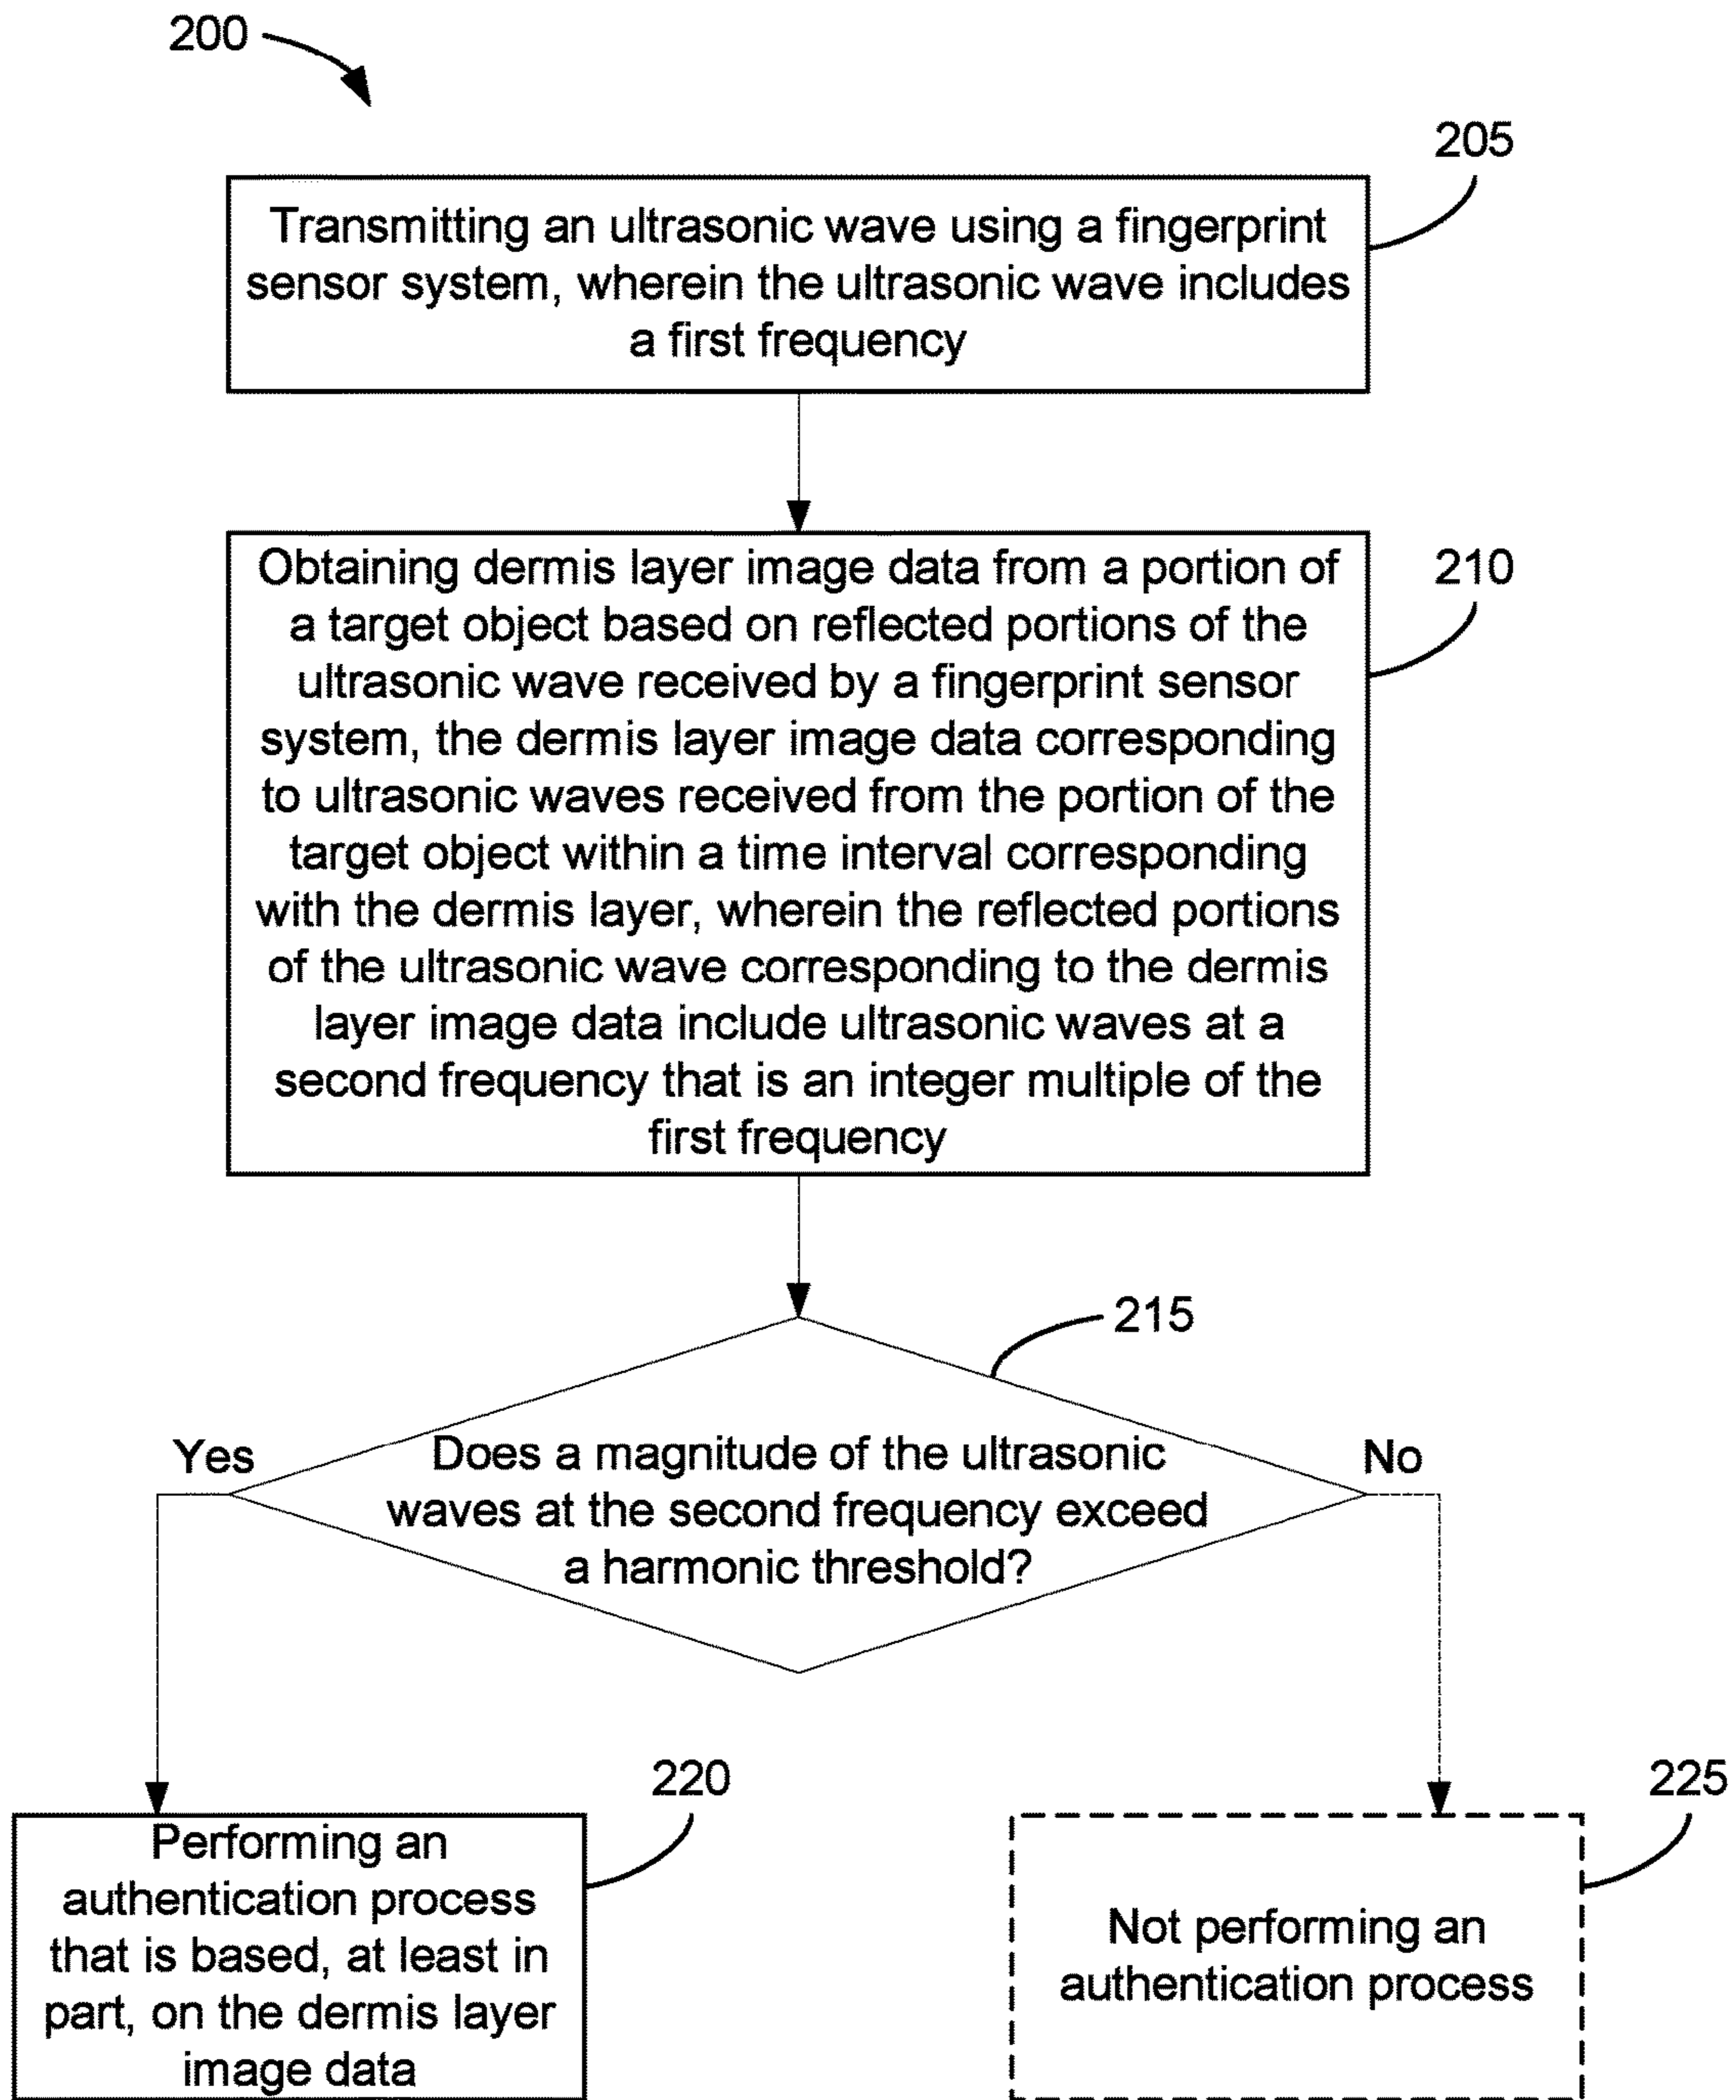 200
205
Transmitting an ultrasonic wave using a fingerprint
sensor system, wherein the ultrasonic wave includes
a first frequency
210
Obtaining dermis layer image data from a portion of
a target object based on reflected portions of the
ultrasonic wave received by a fingerprint sensor
system, the dermis layer image data corresponding
to ultrasonic waves received from the portion of the
target object within a time interval corresponding
with the dermis layer, wherein the reflected portions
of the ultrasonic wave corresponding to the dermis
layer image data include ultrasonic waves at a
second frequency that is an integer multiple of the
first frequency
215
Yes
No
Does a magnitude of the ultrasonic
waves at the second frequency exceed
a harmonic threshold?
220
Performing an
authentication process
that is based, at least in
part, on the dermis layer
image data
225
Not performing an
authentication process